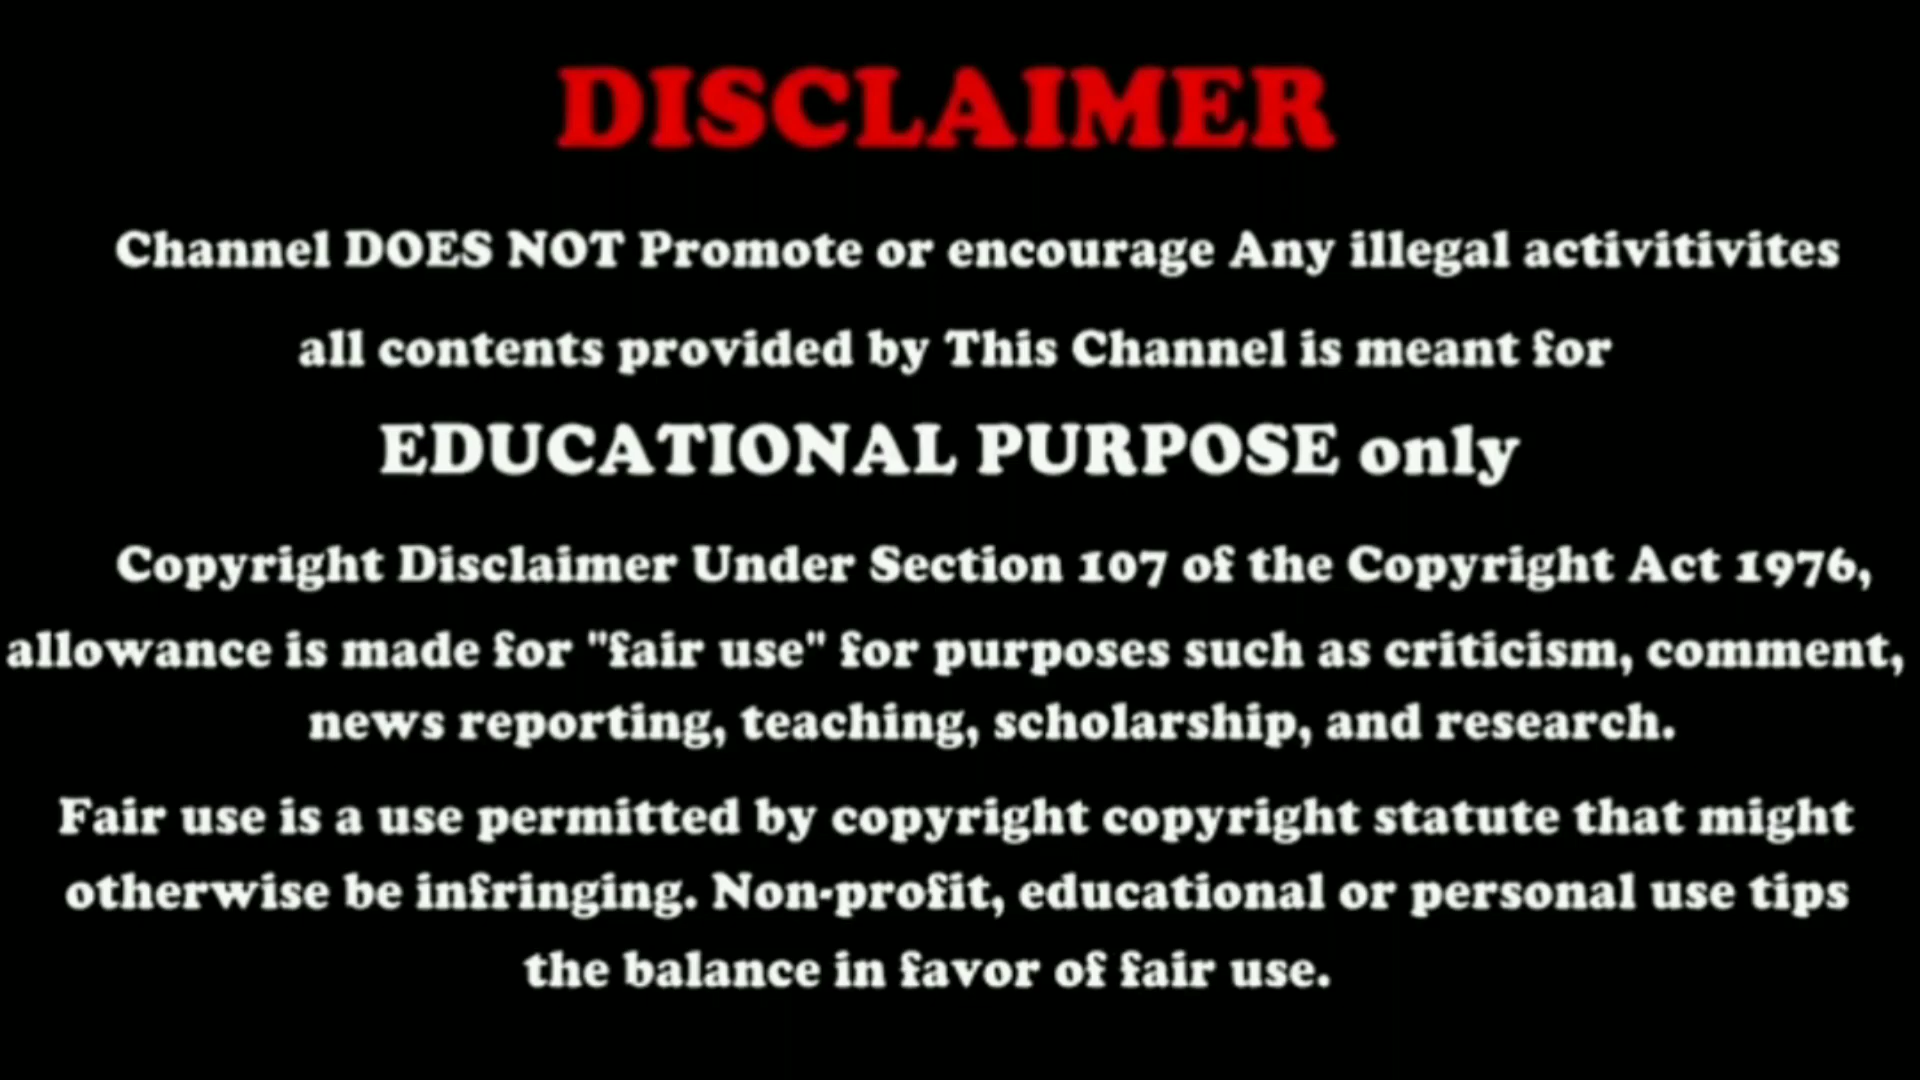 DISCLAIMER
Channel DOES NOT Promote or encourage Any illegal activitivites
all contents provided by This Channel is meant for
EDUCATIONAL PURPOSE only
Copyright Disclaimer Under Section 107 of the Copyright Act 1976,
allowance is made for "fair use" for purposes such as criticism, comment,
news reporting, teaching, scholarship, and research.
Fair use is a use permitted by copyright copyright statute that might
otherwise be infringing. Non-profit, educational or personal use tips
the balance in favor of fair use.